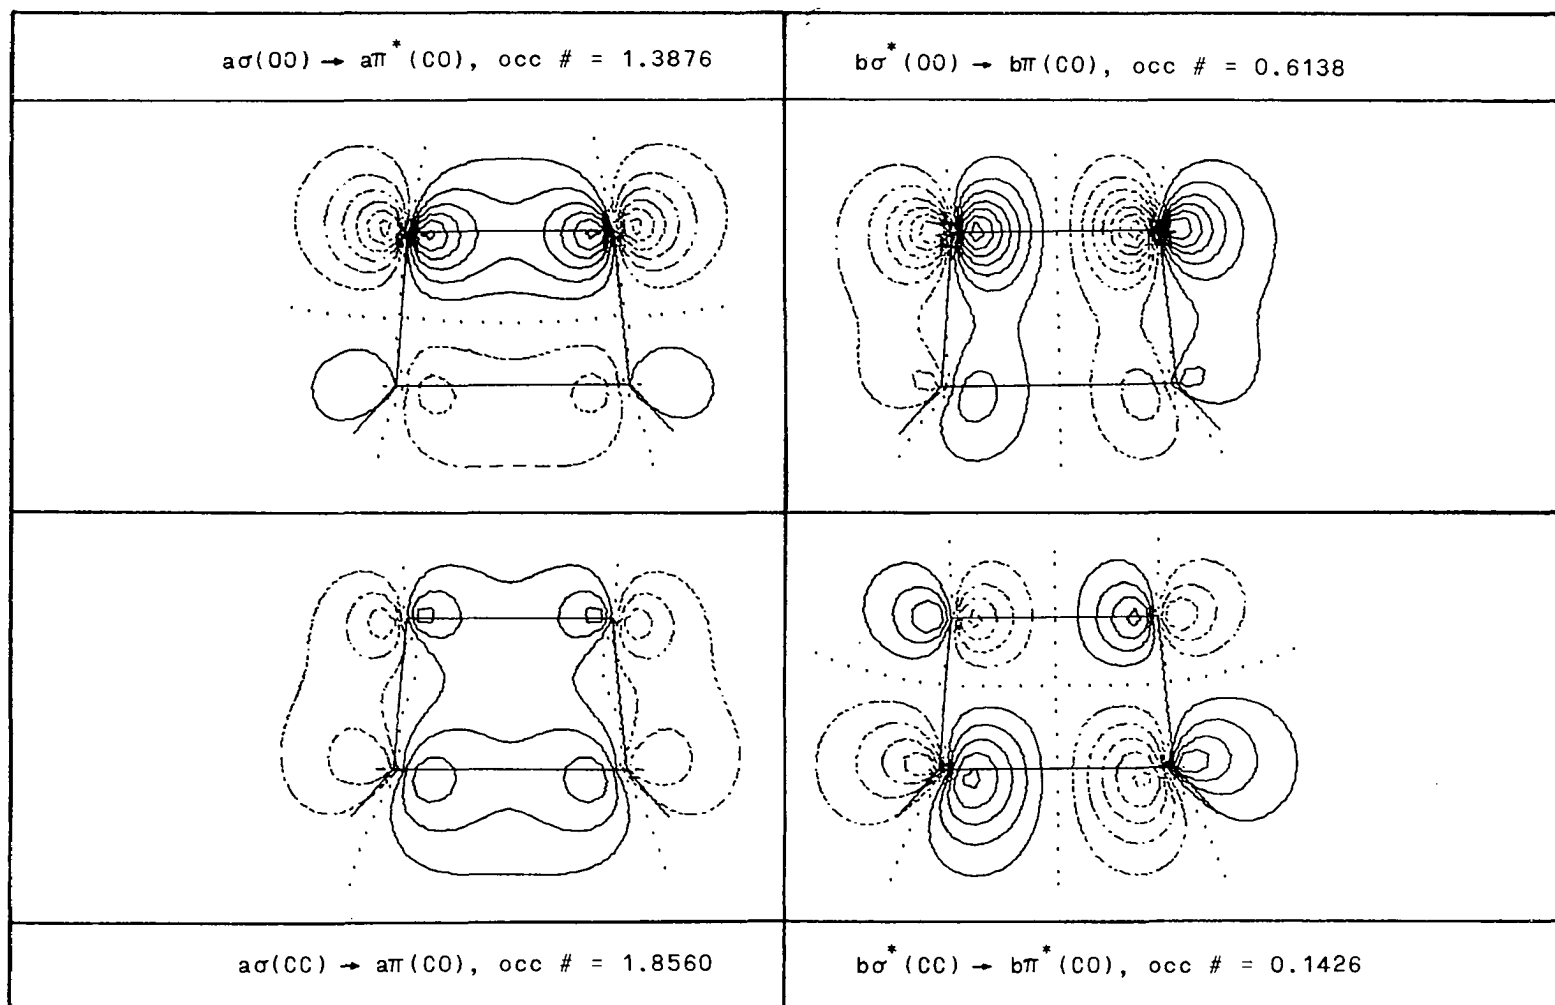 aσ(OO) → aπ*(CO), occ # = 1.3876
bσ*(OO) → bπ(CO), occ # = 0.6138
aσ(CC) → aπ(CO), occ # = 1.8560
bσ*(CC) → bπ*(CO), occ # = 0.1426